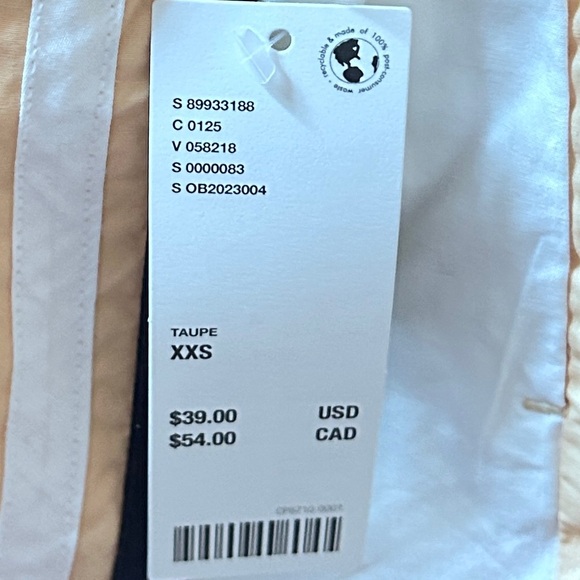 recyclable & made of 100% post-consumer waste •
S 89933188
C 0125
V 058218
S 0000083
S OB2023004
TAUPE
XXS
$39.00 USD
$54.00 CAD